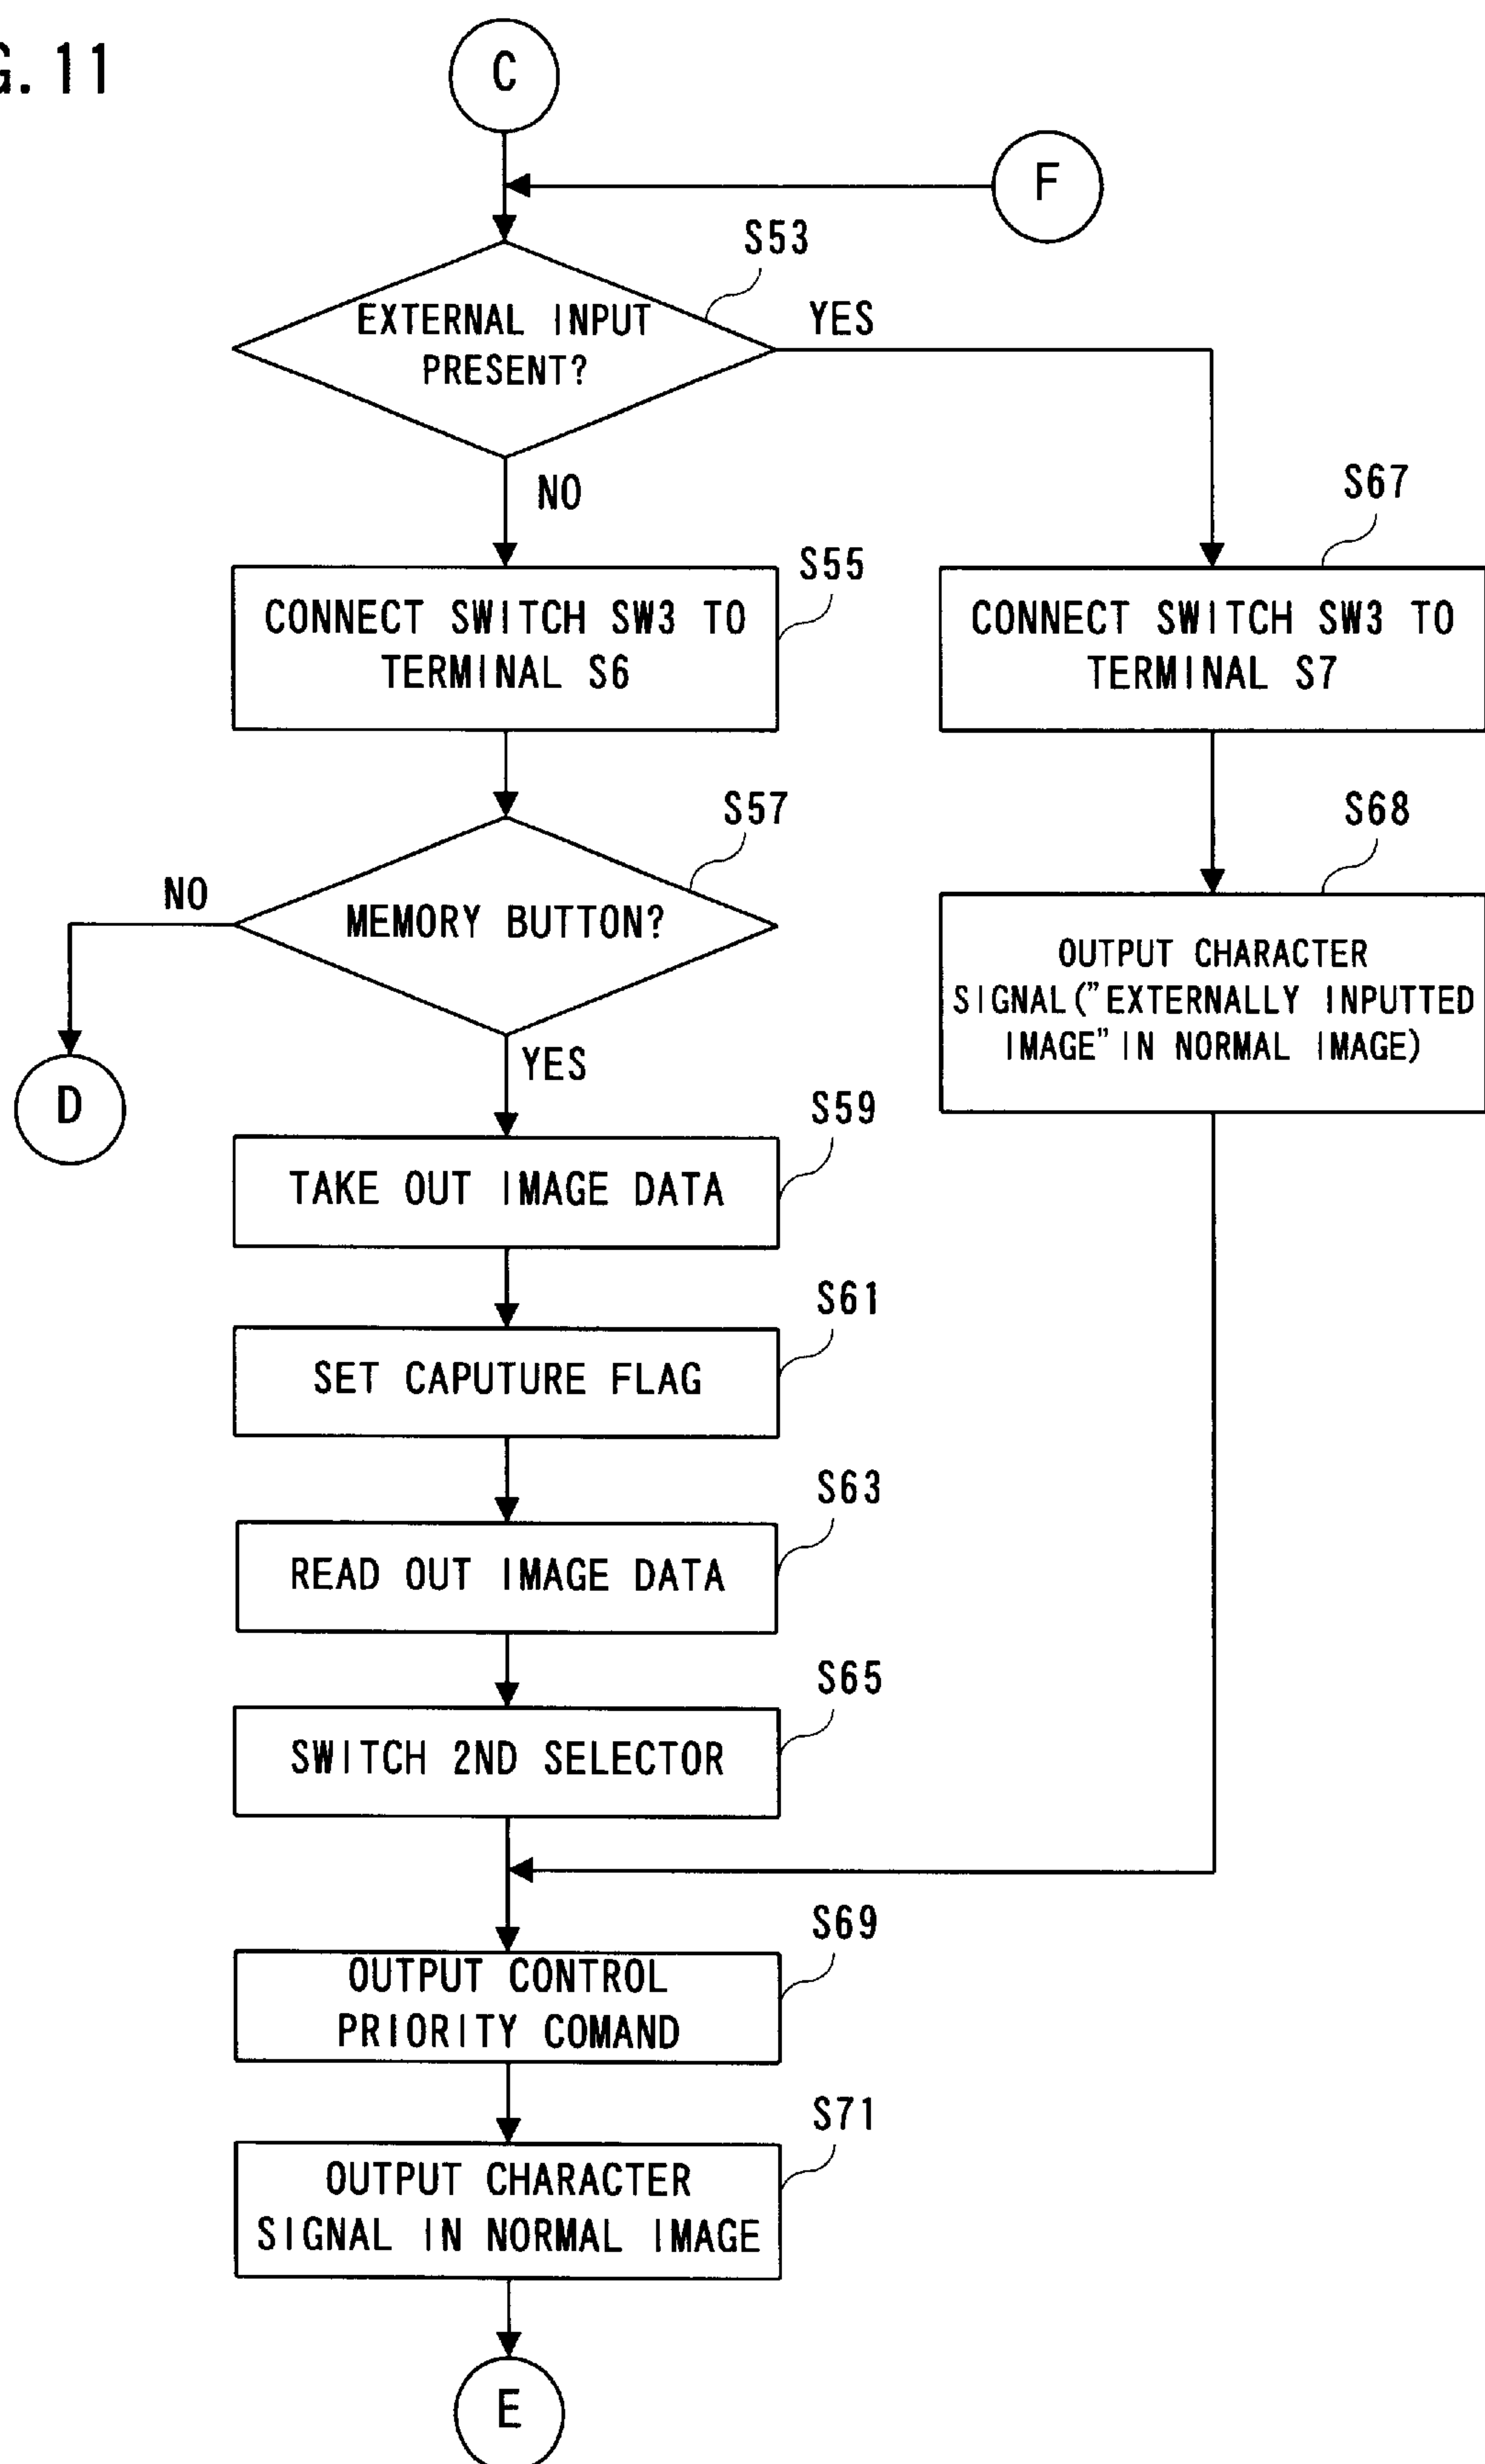 G. 11
C
F
S53
EXTERNAL INPUT
PRESENT?
YES
NO
S67
S55
CONNECT SWITCH SW3 TO
TERMINAL S6
CONNECT SWITCH SW3 TO
TERMINAL S7
S57
S68
NO
MEMORY BUTTON?
OUTPUT CHARACTER
SIGNAL("EXTERNALLY INPUTTED
IMAGE" IN NORMAL IMAGE)
YES
D
S59
TAKE OUT IMAGE DATA
S61
SET CAPUTURE FLAG
S63
READ OUT IMAGE DATA
S65
SWITCH 2ND SELECTOR
S69
OUTPUT CONTROL
PRIORITY COMAND
S71
OUTPUT CHARACTER
SIGNAL IN NORMAL IMAGE
E